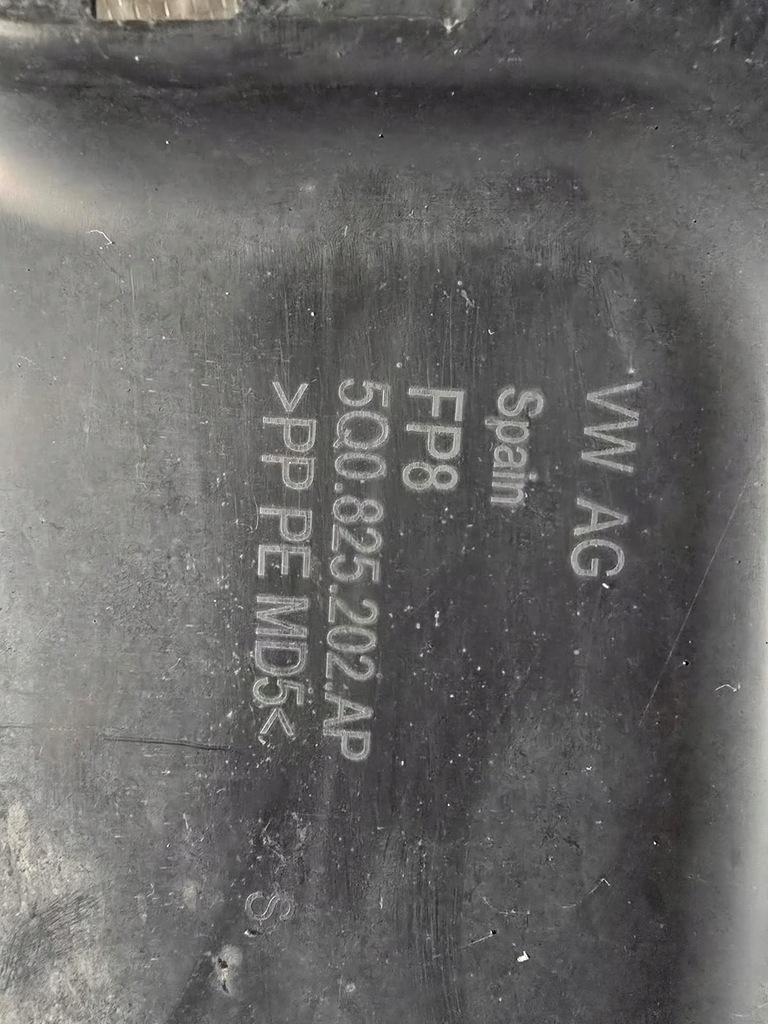 VW AG
Spain
FP8
5Q0.825.202.AP
>PP PE MD5<
S